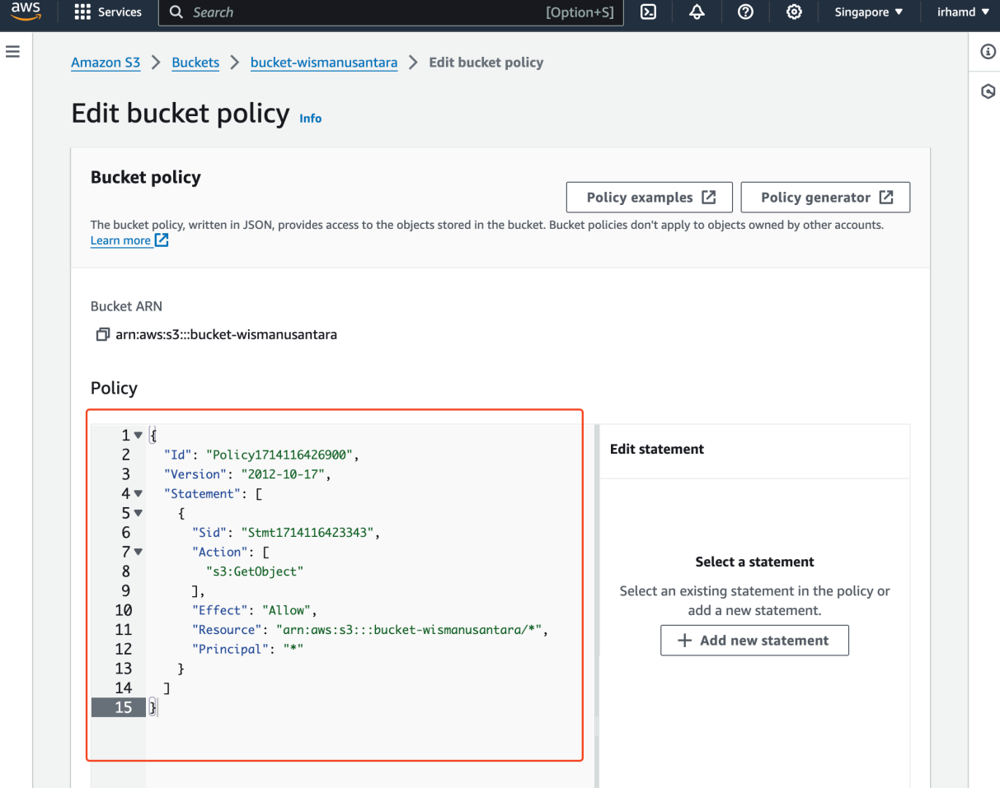 aws
Services
Search
[Option+S]
Singapore
irhamd
Amazon S3 > Buckets > bucket-wismanusantara > Edit bucket policy
Edit bucket policy Info
Bucket policy
Policy examples
Policy generator
The bucket policy, written in JSON, provides access to the objects stored in the bucket. Bucket policies don't apply to objects owned by other accounts.
Learn more
Bucket ARN
arn:aws:s3:::bucket-wismanusantara
Policy
1 {
2 "Id": "Policy1714116426900",
3 "Version": "2012-10-17",
4 "Statement": [
5 {
6 "Sid": "Stmt1714116423343",
7 "Action": [
8 "s3:GetObject"
9 ],
10 "Effect": "Allow",
11 "Resource": "arn:aws:s3:::bucket-wismanusantara/*",
12 "Principal": "*"
13 }
14 ]
15 }
Edit statement
Select a statement
Select an existing statement in the policy or
add a new statement.
+ Add new statement